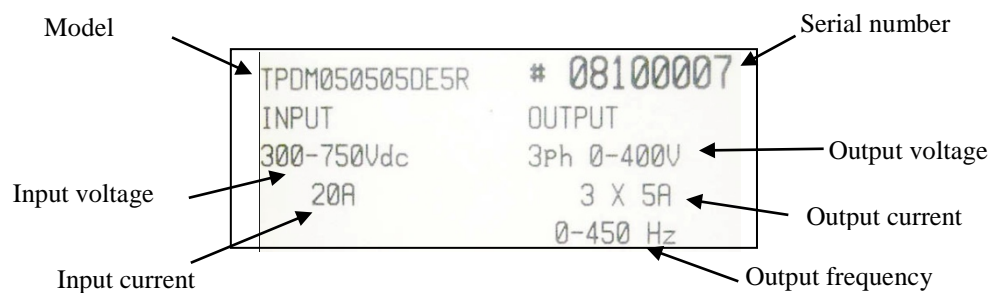 Model
Serial number
TPDM050505DE5R # 08100007
INPUT OUTPUT
300-750Vdc 3Ph 0-400V
Output voltage
Input voltage
20A 3 X 5A
Output current
0-450 Hz
Input current
Output frequency